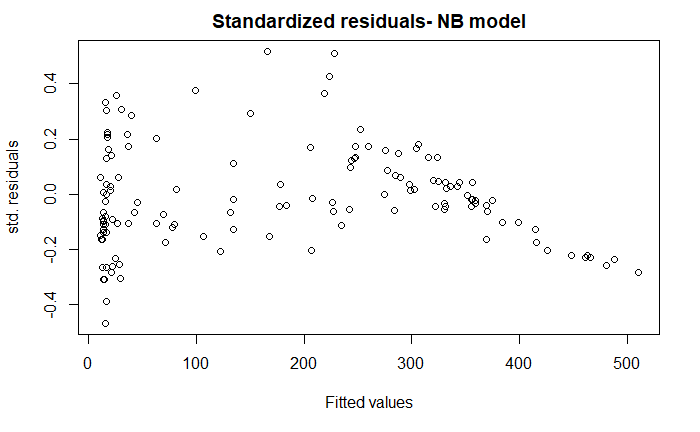 Standardized residuals- NB model
std. residuals
0.4
0.2
0.0
-0.2
-0.4
0 100 200 300 400 500
Fitted values